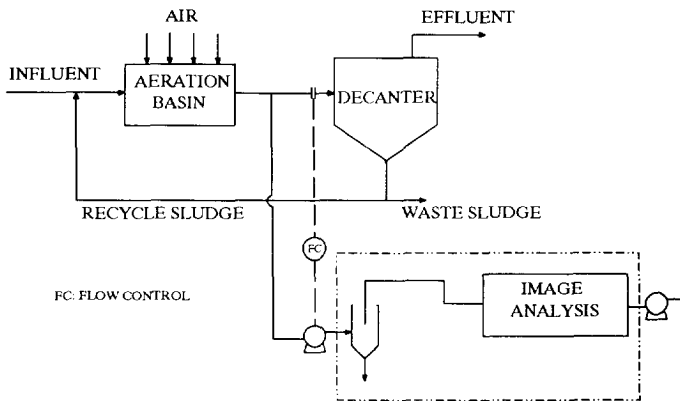 EFFLUENT
AIR
INFLUENT
AERATION
BASIN
DECANTER
RECYCLE SLUDGE
WASTE SLUDGE
FC
FC: FLOW CONTROL
IMAGE
ANALYSIS